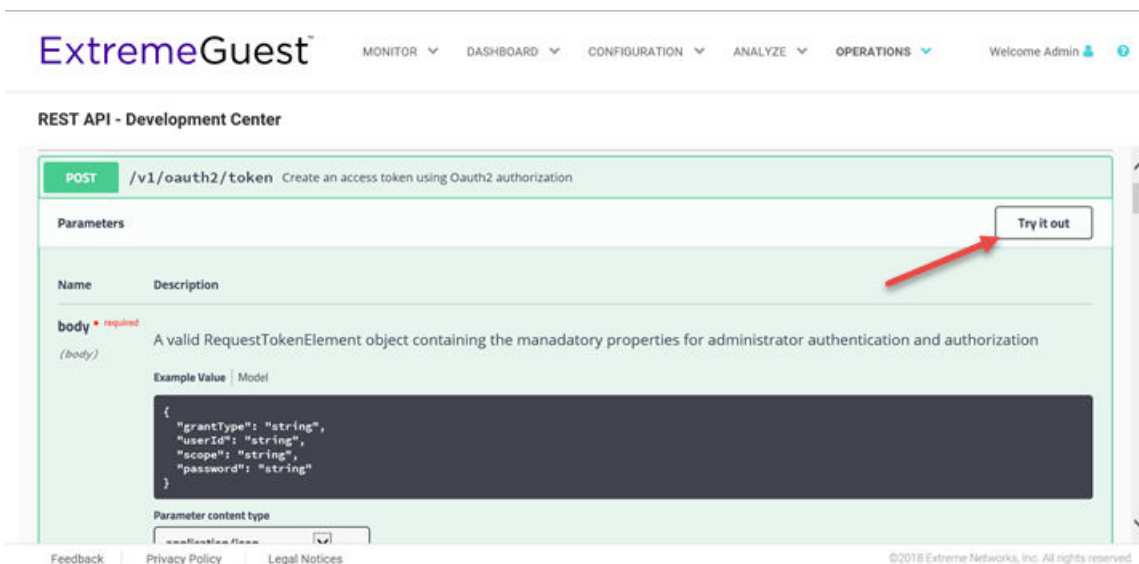 ExtremeGuest™ MONITOR DASHBOARD CONFIGURATION ANALYZE OPERATIONS Welcome Admin
REST API - Development Center
POST /v1/oauth2/token Create an access token using Oauth2 authorization
Parameters Try it out
Name Description
body * required
(body)
A valid RequestTokenElement object containing the manadatory properties for administrator authentication and authorization
Example Value | Model
{
"grantType": "string",
"userId": "string",
"scope": "string",
"password": "string"
}
Parameter content type
application/json
Feedback Privacy Policy Legal Notices ©2018 Extreme Networks, Inc. All rights reserved